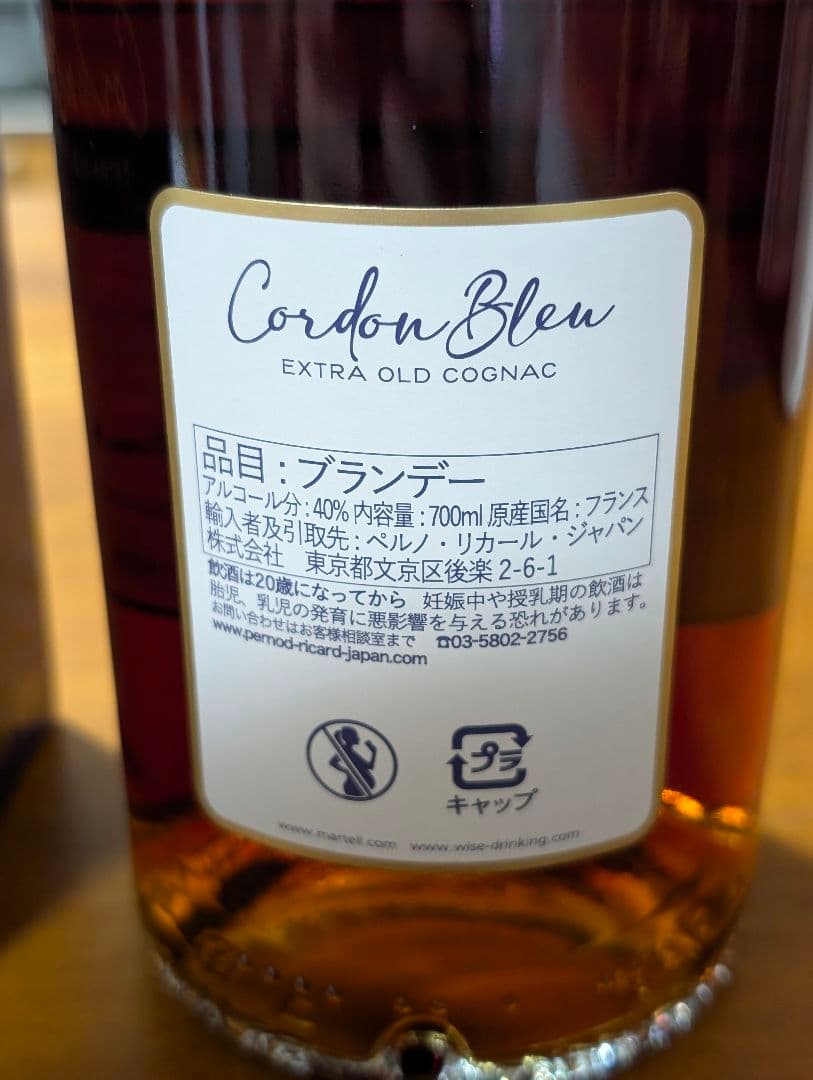 Cordon Bleu
EXTRA OLD COGNAC
品目:ブランデー
アルコール分:40% 内容量:700ml 原産国名:フランス
輸入者及引取先:ペルノ・リカール・ジャパン
株式会社 東京都文京区後楽 2-6-1
飲酒は20歳になってから 妊娠中や授乳期の飲酒は
胎児、乳児の発育に悪影響を与える恐れがあります。
お問い合わせはお客様相談室まで ☎03-5802-2756
www.pernod-ricard-japan.com
プラ
キャップ
www.martell.com www.wise-drinking.com